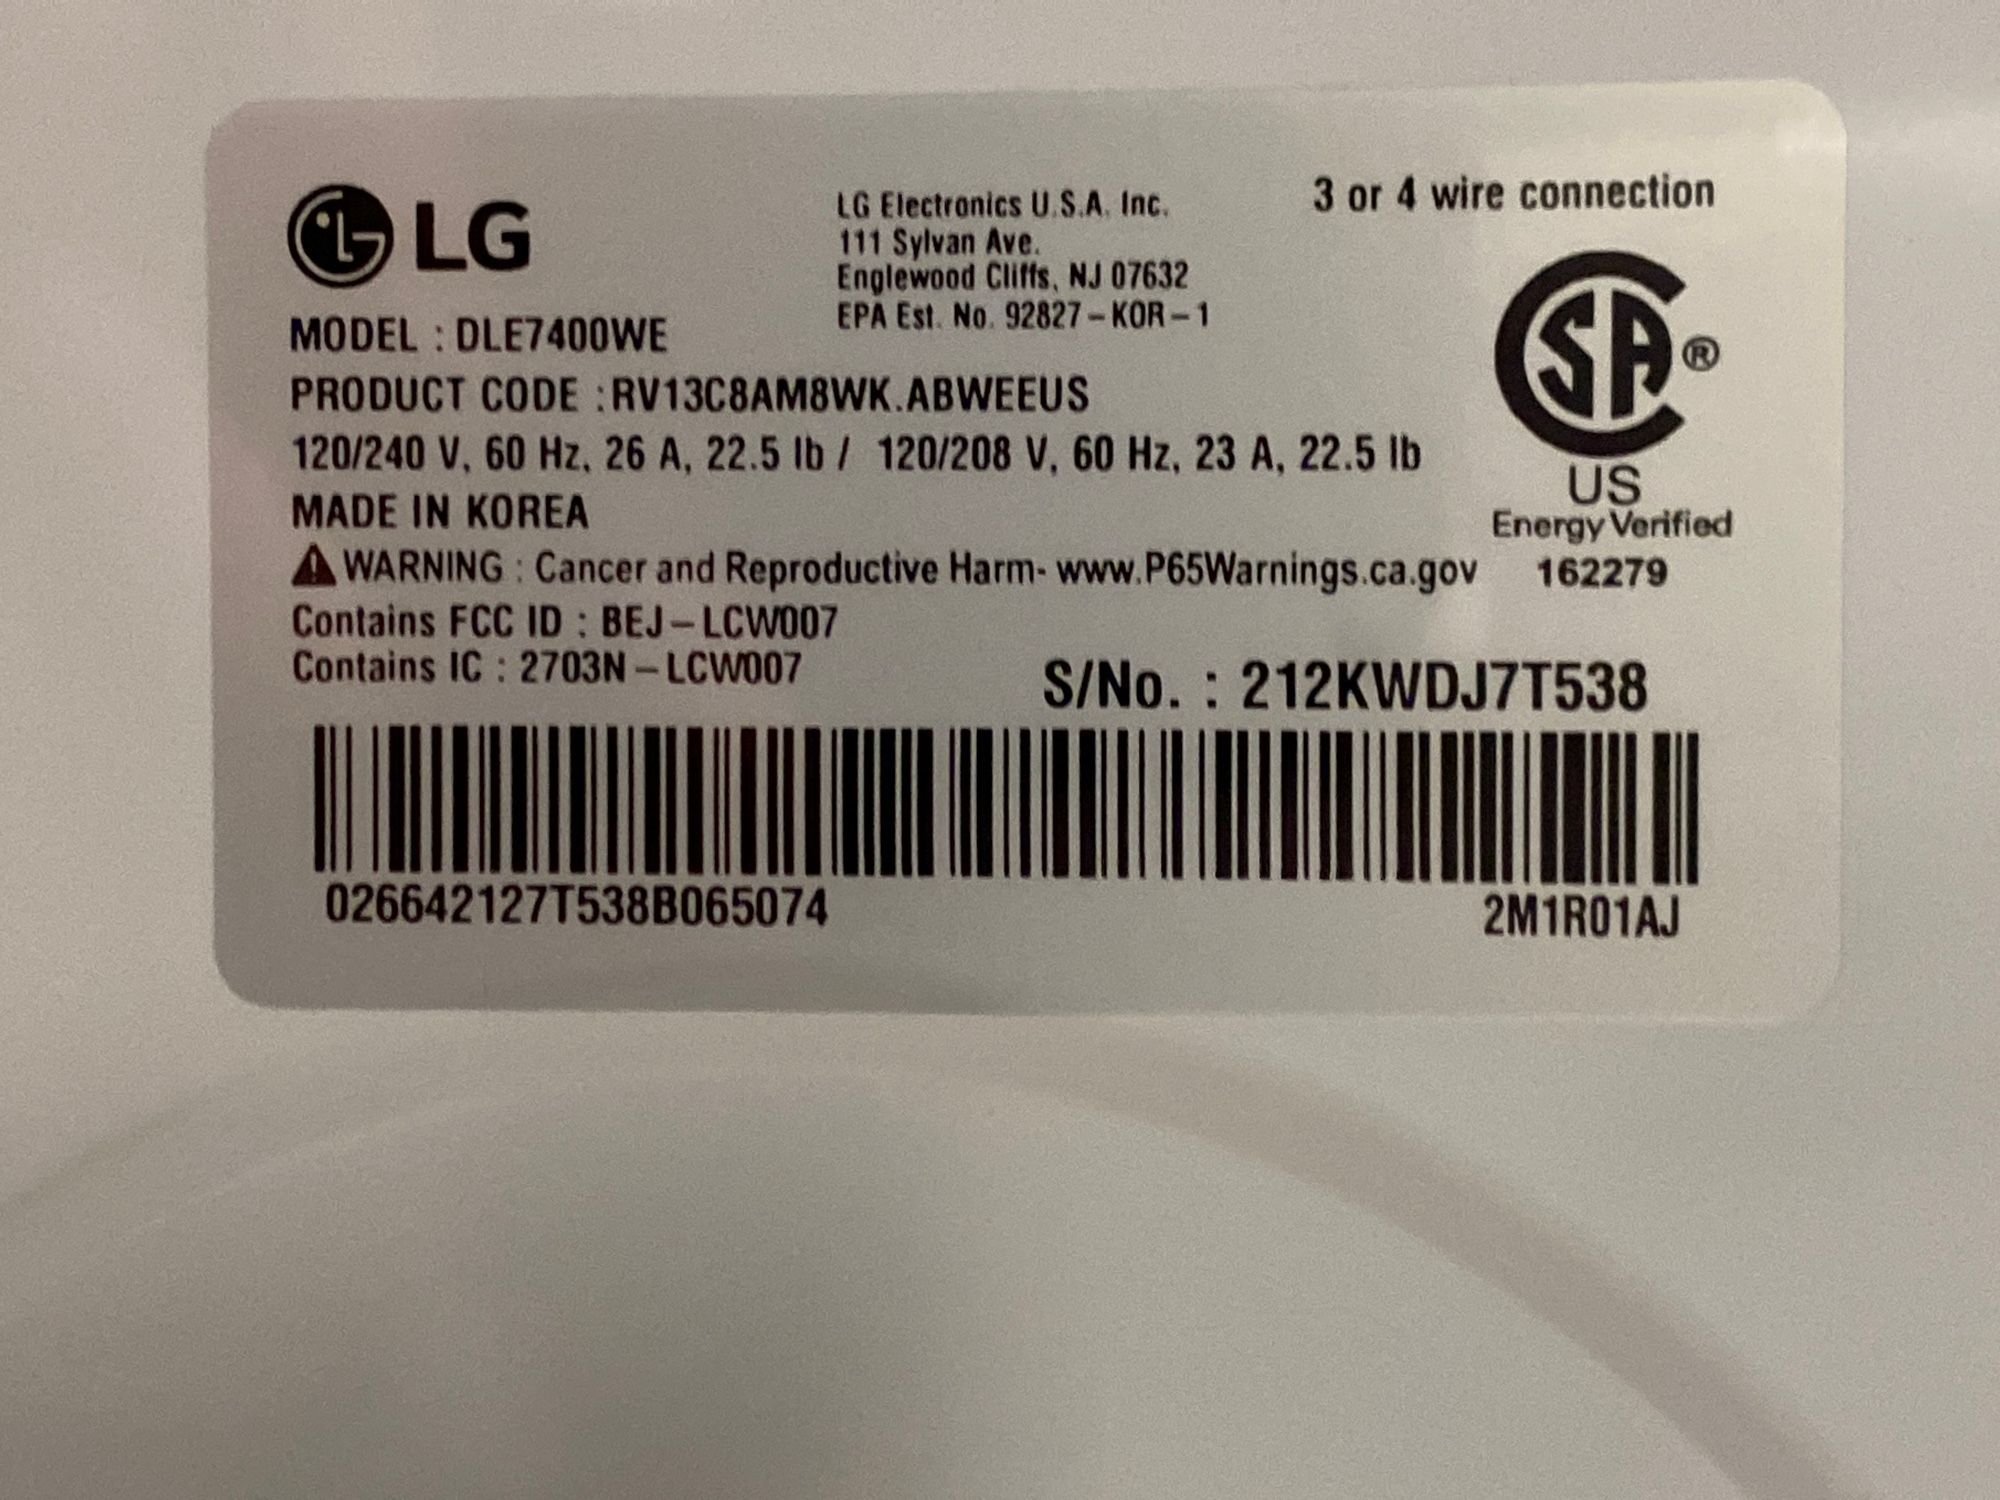 LG
LG Electronics U.S.A. Inc.
111 Sylvan Ave.
Englewood Cliffs, NJ 07632
EPA Est. No. 92827-KOR-1
3 or 4 wire connection
MODEL : DLE7400WE
PRODUCT CODE :RV13C8AM8WK.ABWEEUS
120/240 V, 60 Hz, 26 A, 22.5 lb / 120/208 V, 60 Hz, 23 A, 22.5 lb
MADE IN KOREA
WARNING : Cancer and Reproductive Harm- www.P65Warnings.ca.gov
Contains FCC ID : BEJ-LCW007
Contains IC : 2703N-LCW007
CSA®
US
Energy Verified
162279
S/No. : 212KWDJ7T538
026642127T538B065074
2M1R01AJ